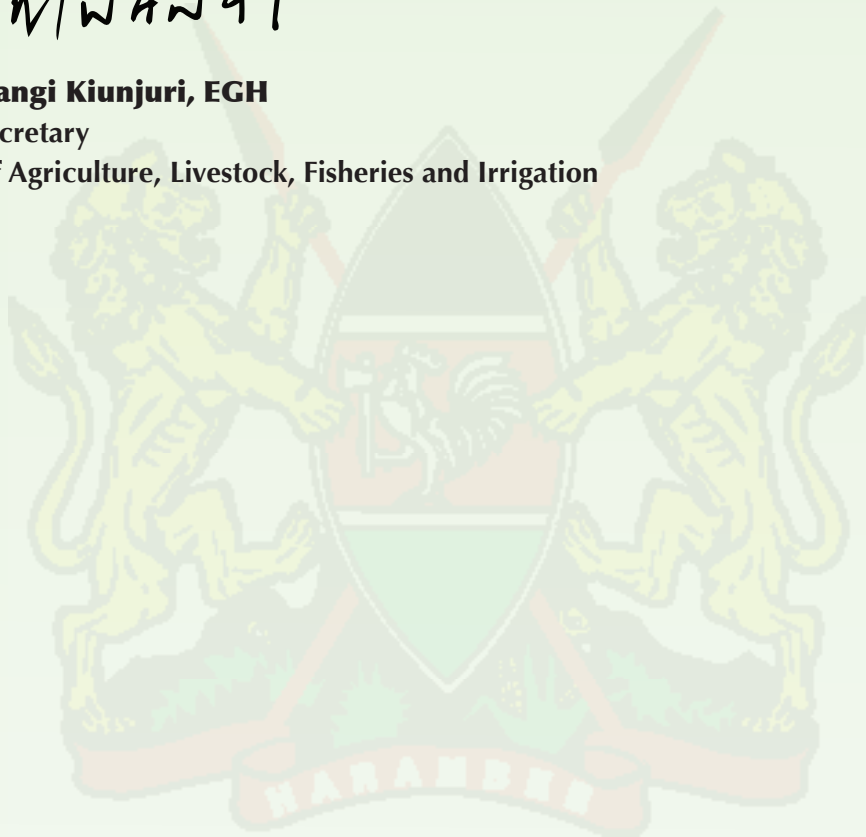 angi Kiunjuri, EGH
cretary
Agriculture, Livestock, Fisheries and Irrigation
HARAMBEE